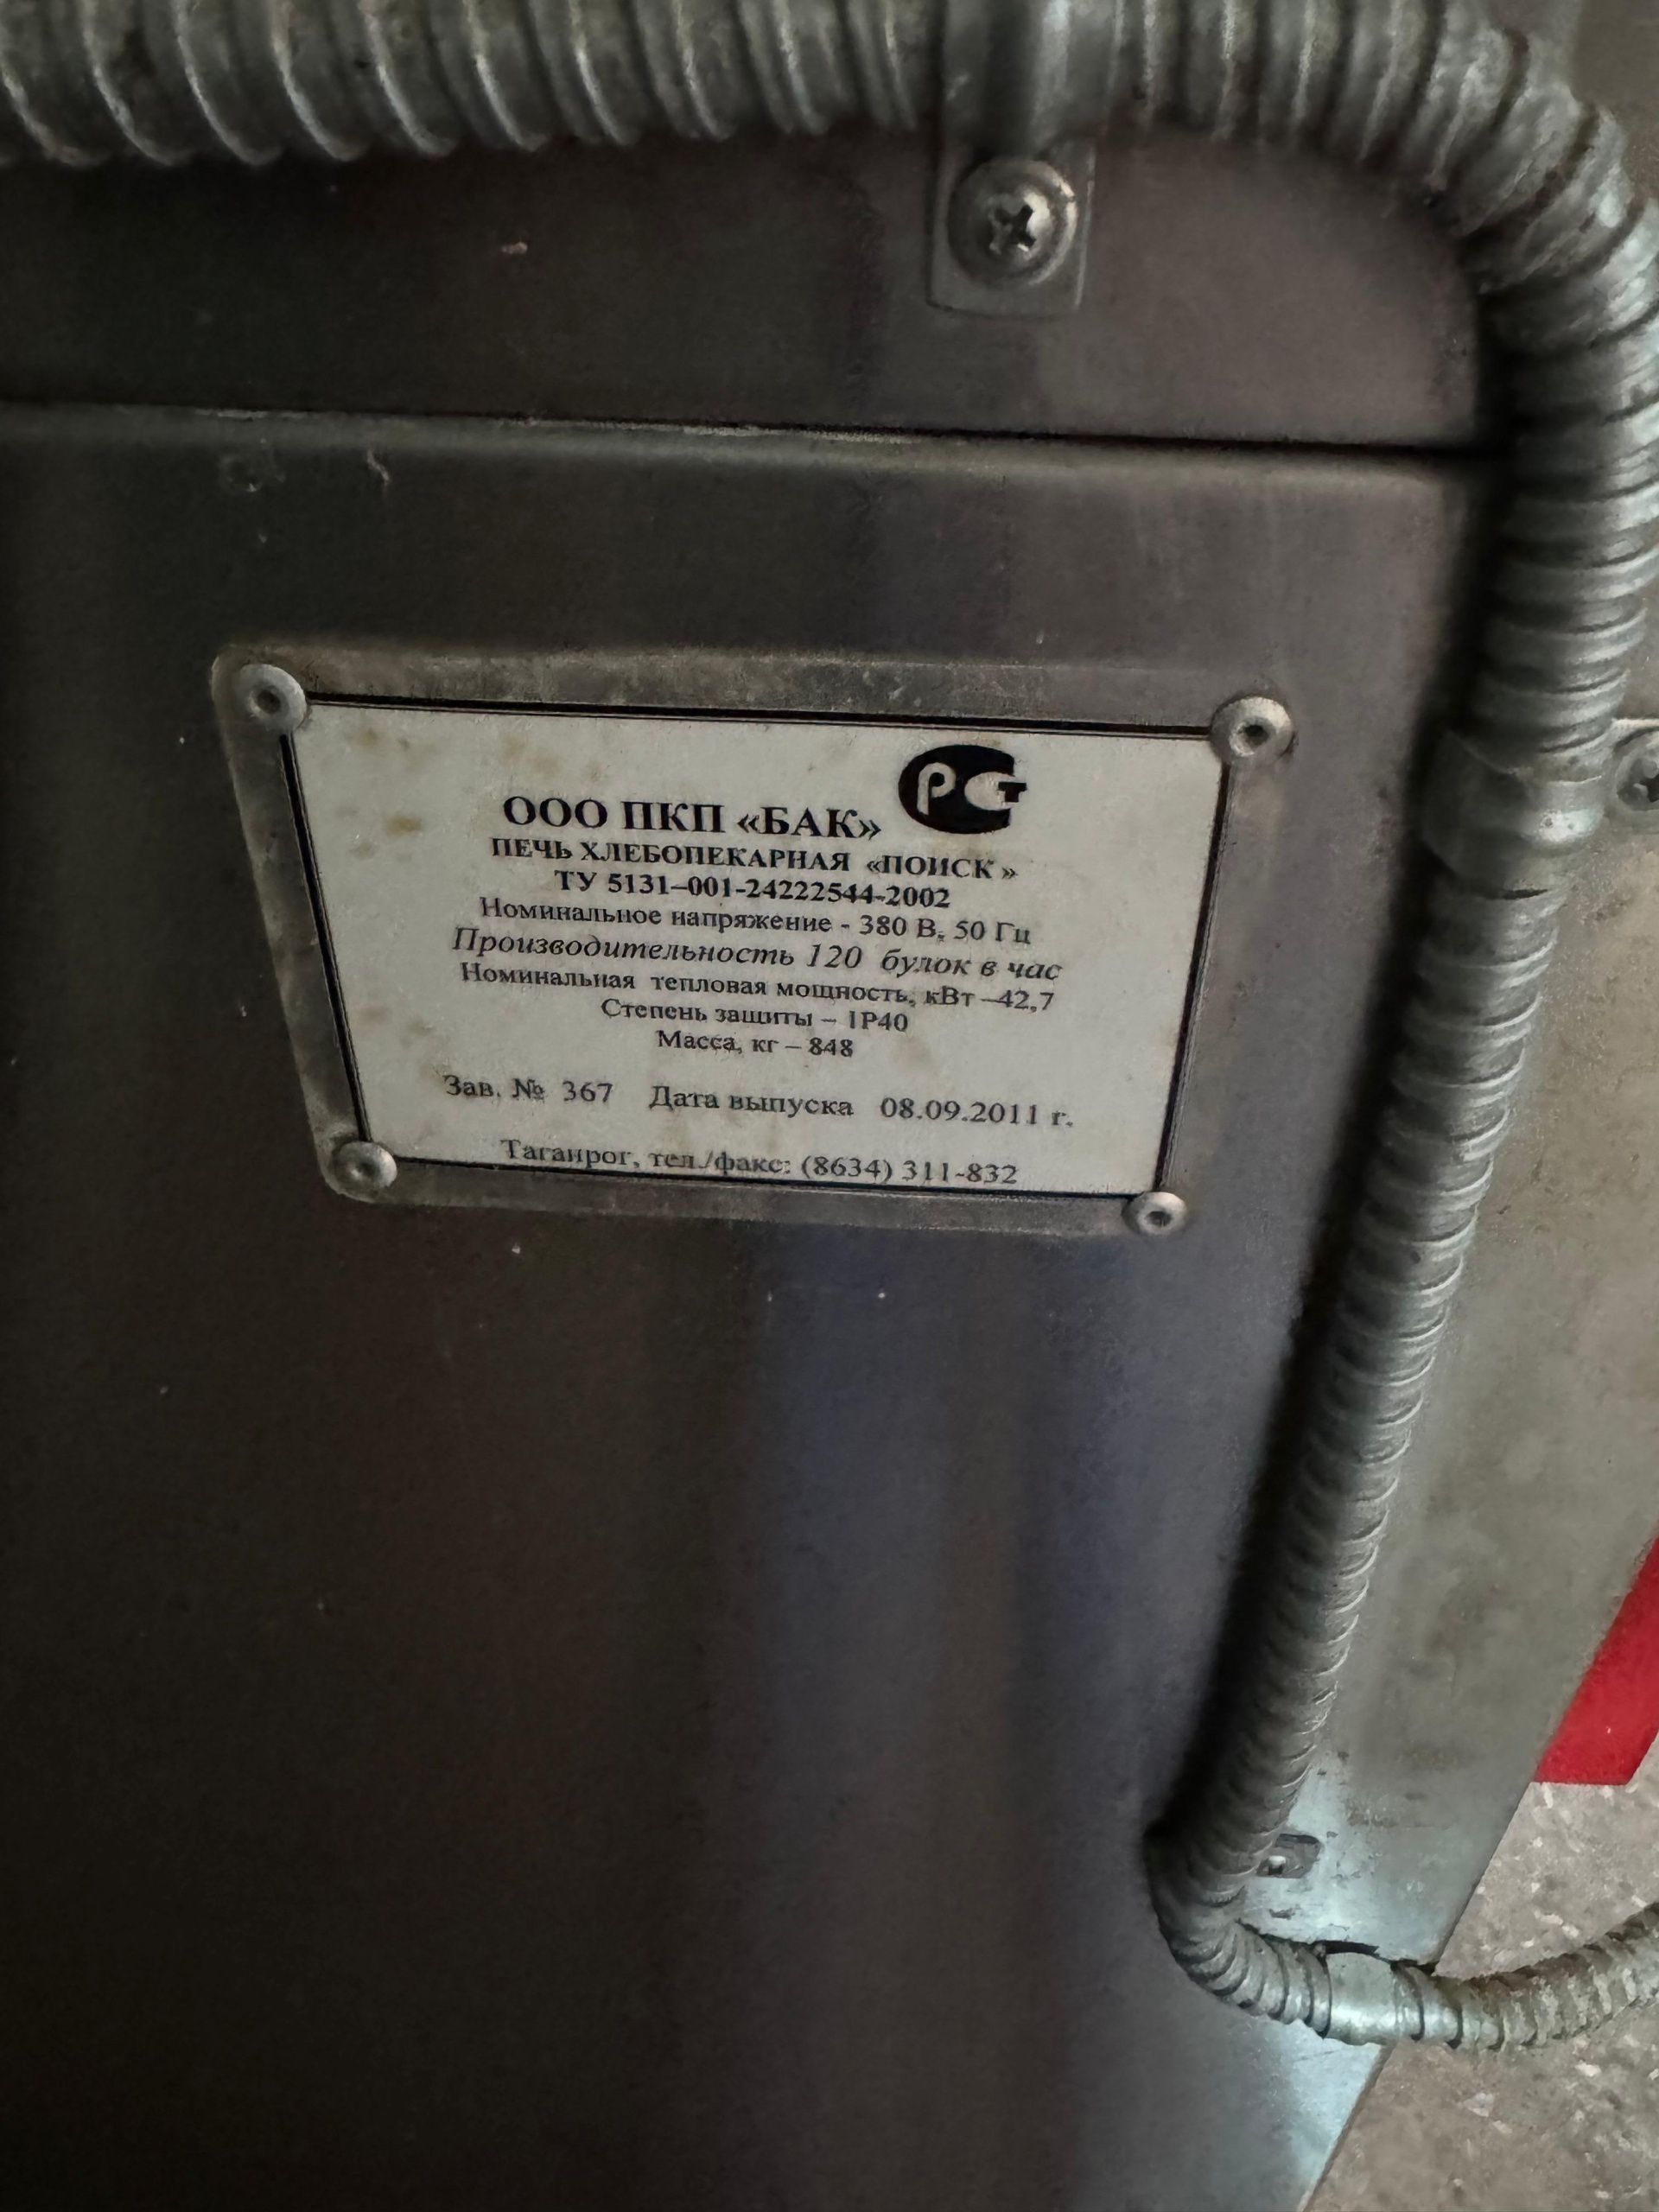 ООО ПКП «БАК» РСТ
ПЕЧЬ ХЛЕБОПЕКАРНАЯ «ПОИСК»
ТУ 5131–001-24222544-2002
Номинальное напряжение - 380 В, 50 Гц
Производительность 120 булок в час
Номинальная тепловая мощность, кВт –42,7
Степень защиты – IP40
Масса, кг – 848
Зав. № 367 Дата выпуска 08.09.2011 г.
Таганрог, тел./факс: (8634) 311-832